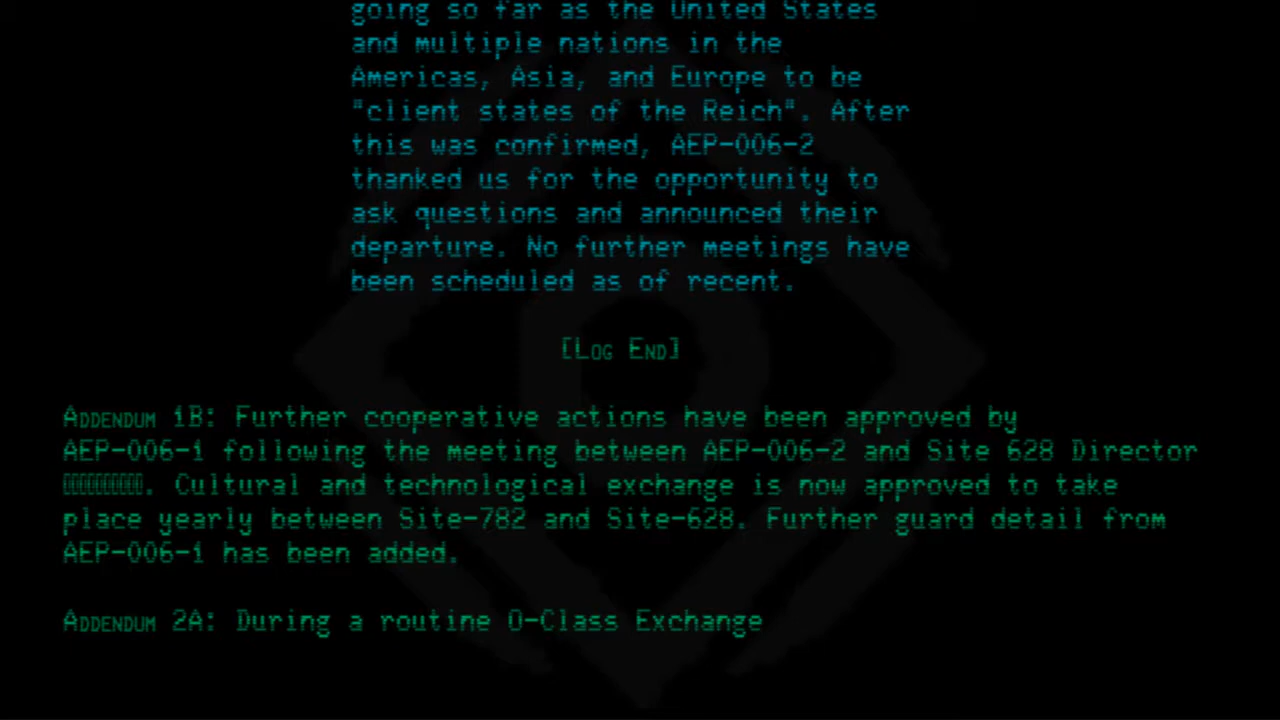 going so far as the United States
and multiple nations in the
Americas, Asia, and Europe to be
"client states of the Reich". After
this was confirmed, AEP-006-2
thanked us for the opportunity to
ask questions and announced their
departure. No further meetings have
been scheduled as of recent.
[Log End]
Addendum 1B: Further cooperative actions have been approved by
AEP-006-1 following the meeting between AEP-006-2 and Site 628 Director
▯▯▯▯▯▯▯▯▯▯. Cultural and technological exchange is now approved to take
place yearly between Site-782 and Site-628. Further guard detail from
AEP-006-1 has been added.
Addendum 2A: During a routine O-Class Exchange